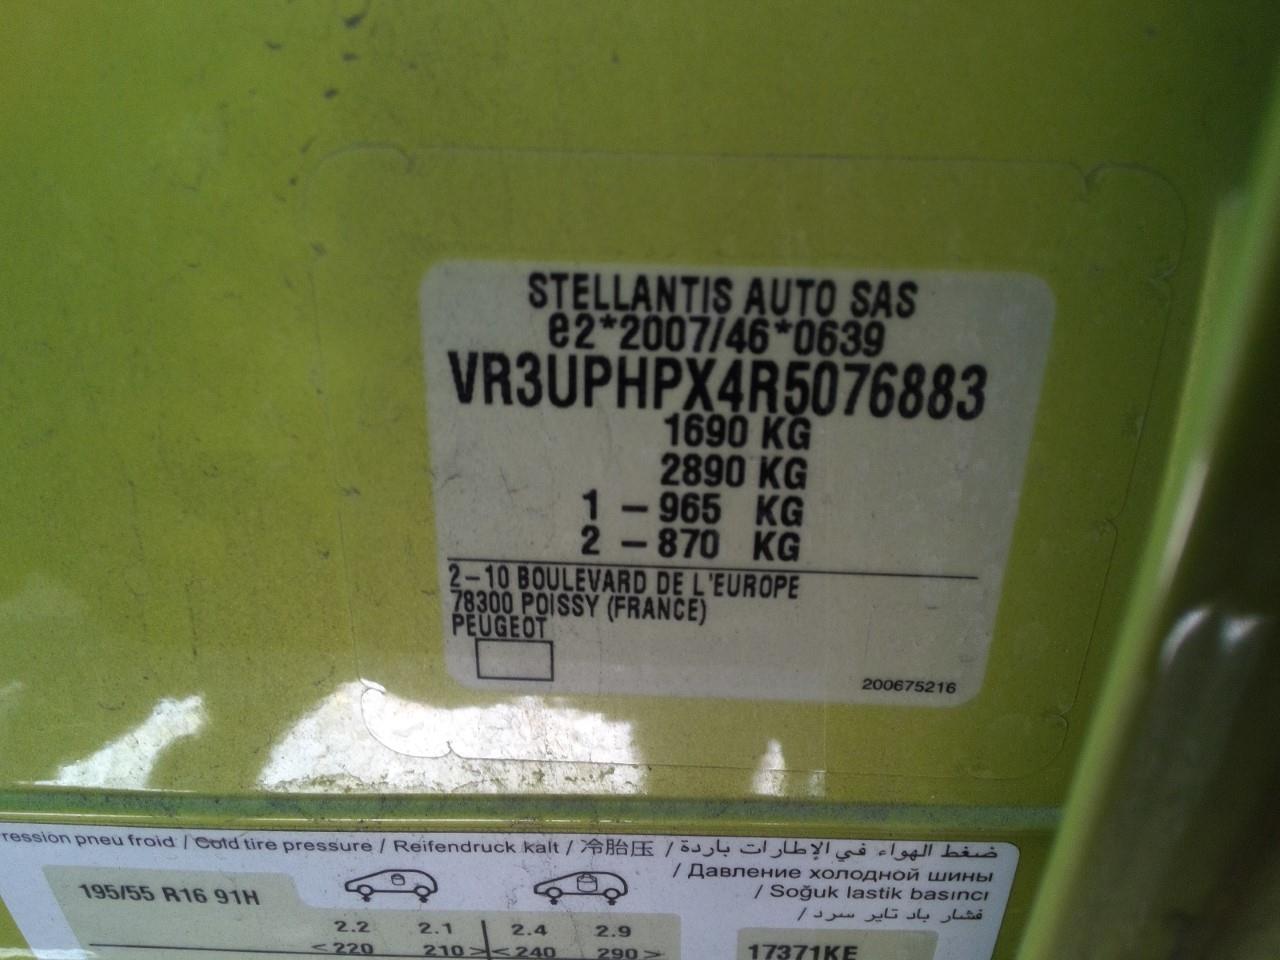 STELLANTIS AUTO SAS
e2*2007/46*0639
VR3UPHPX4R5076883
1690 KG
2890 KG
1 – 965 KG
2 – 870 KG
2–10 BOULEVARD DE L'EUROPE
78300 POISSY (FRANCE)
PEUGEOT
200675216
ression pneu froid / Cold tire pressure / Reifendruck kalt / 冷胎压 / ضغط الهواء في الإطارات باردة
/ Давление холодной шины
/ Soğuk lastik basıncı
/ فشار باد تایر سرد
195/55 R16 91H
2.2 2.1 2.4 2.9
<220 210> <240 290>
17371KE